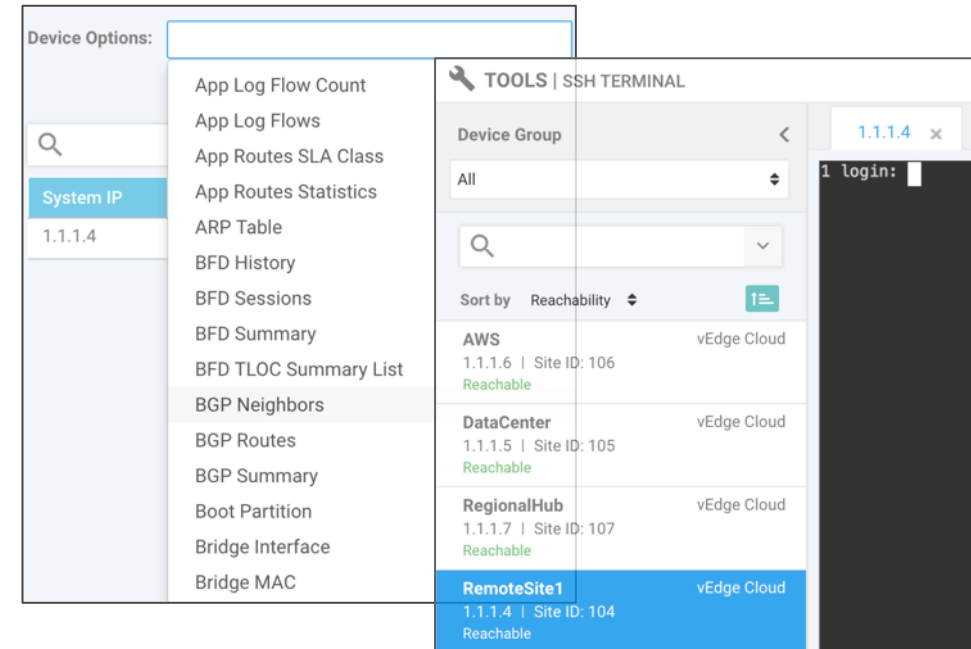 Device Options:
App Log Flow Count
App Log Flows
App Routes SLA Class
App Routes Statistics
ARP Table
BFD History
BFD Sessions
BFD Summary
BFD TLOC Summary List
BGP Neighbors
BGP Routes
BGP Summary
Boot Partition
Bridge Interface
Bridge MAC
System IP
1.1.1.4
TOOLS | SSH TERMINAL
Device Group
All
Sort by Reachability
AWS vEdge Cloud
1.1.1.6 | Site ID: 106
Reachable
DataCenter vEdge Cloud
1.1.1.5 | Site ID: 105
Reachable
RegionalHub vEdge Cloud
1.1.1.7 | Site ID: 107
Reachable
RemoteSite1 vEdge Cloud
1.1.1.4 | Site ID: 104
Reachable
1.1.1.4 ×
1 login: